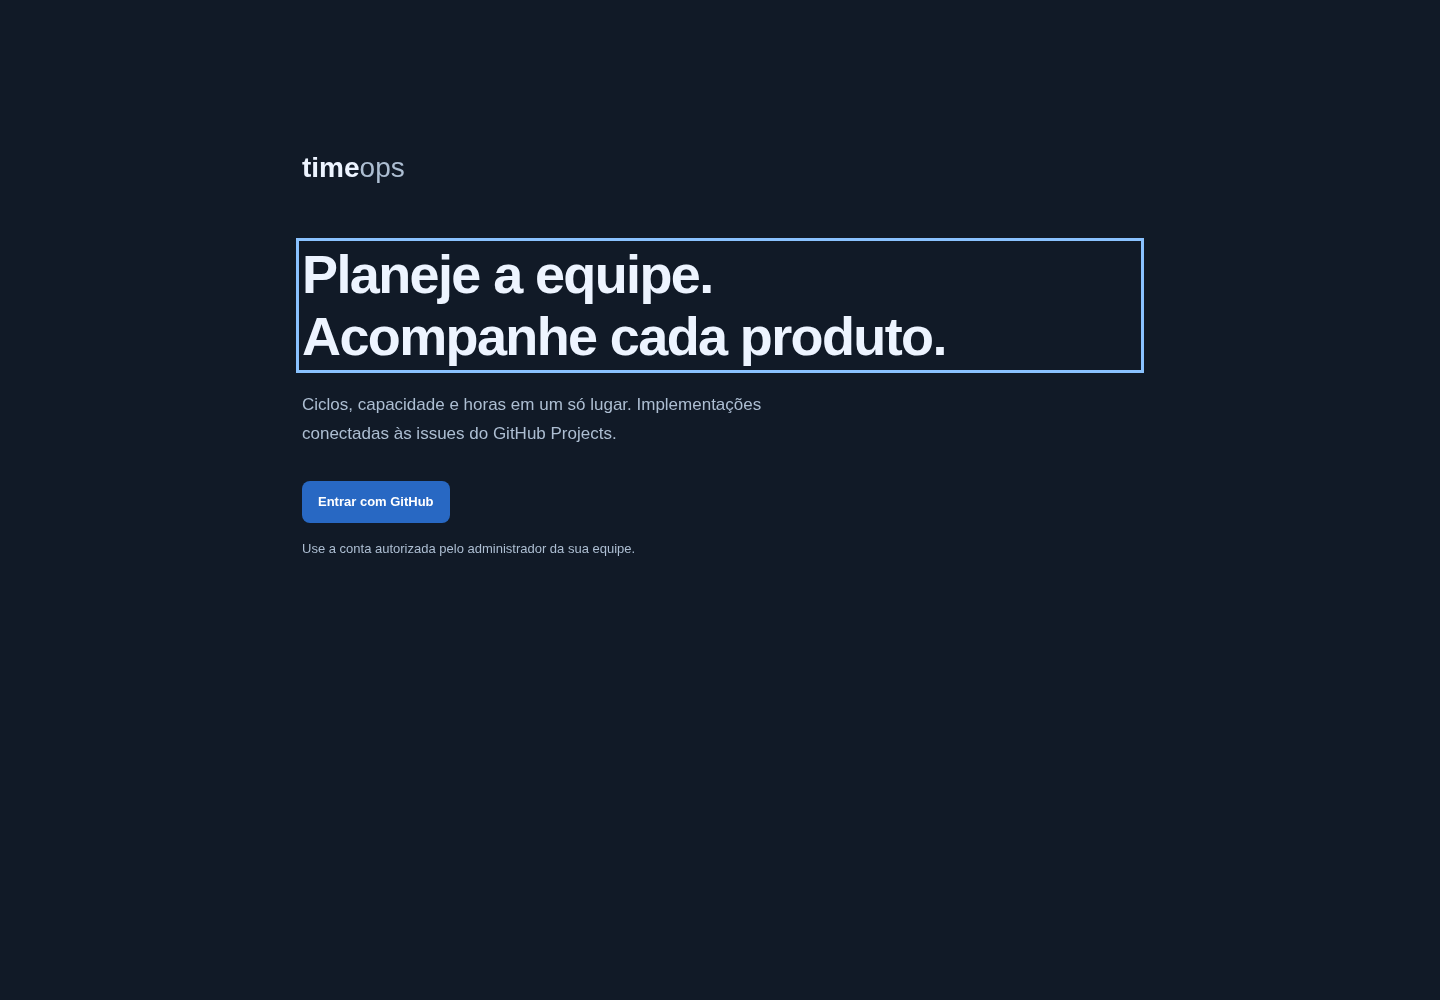 timeops
Planeje a equipe.
Acompanhe cada produto.
Ciclos, capacidade e horas em um só lugar. Implementações
conectadas às issues do GitHub Projects.
Entrar com GitHub
Use a conta autorizada pelo administrador da sua equipe.